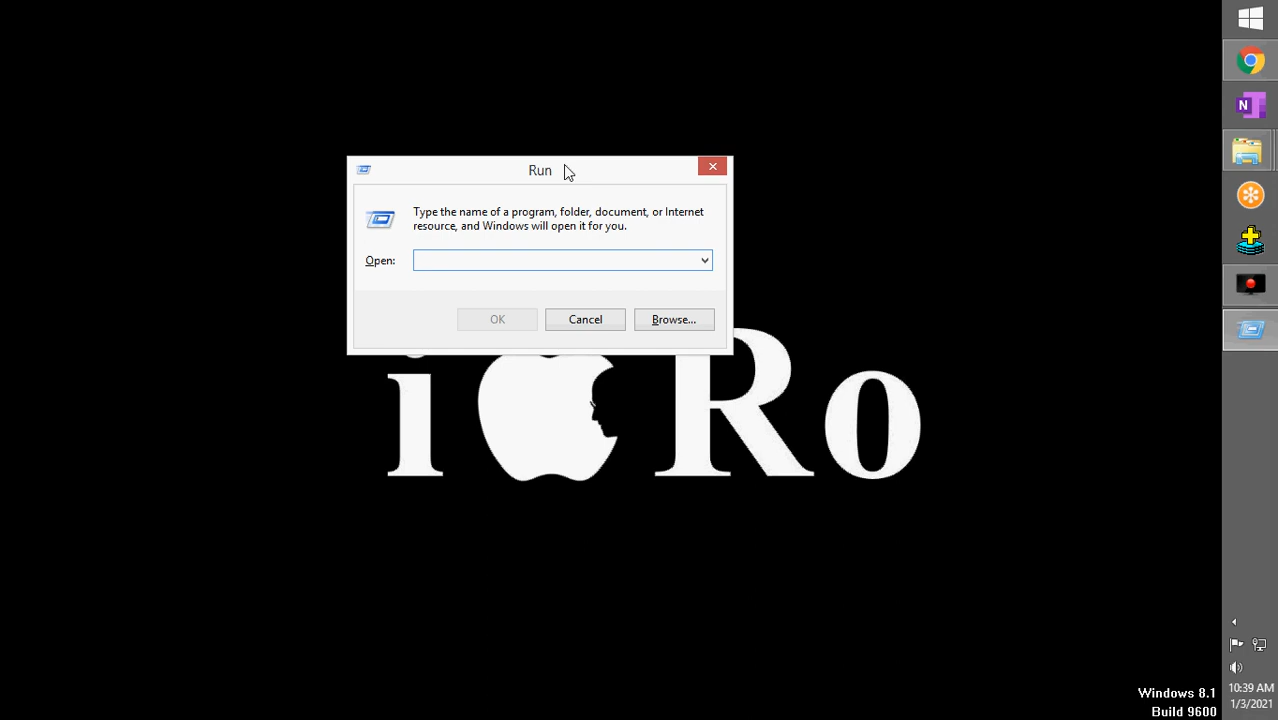 Run
Type the name of a program, folder, document, or Internet
resource, and Windows will open it for you.
Open:
OK
Cancel
Browse...
i Ro
N
10:39 AM
1/3/2021
Windows 8.1
Build 9600